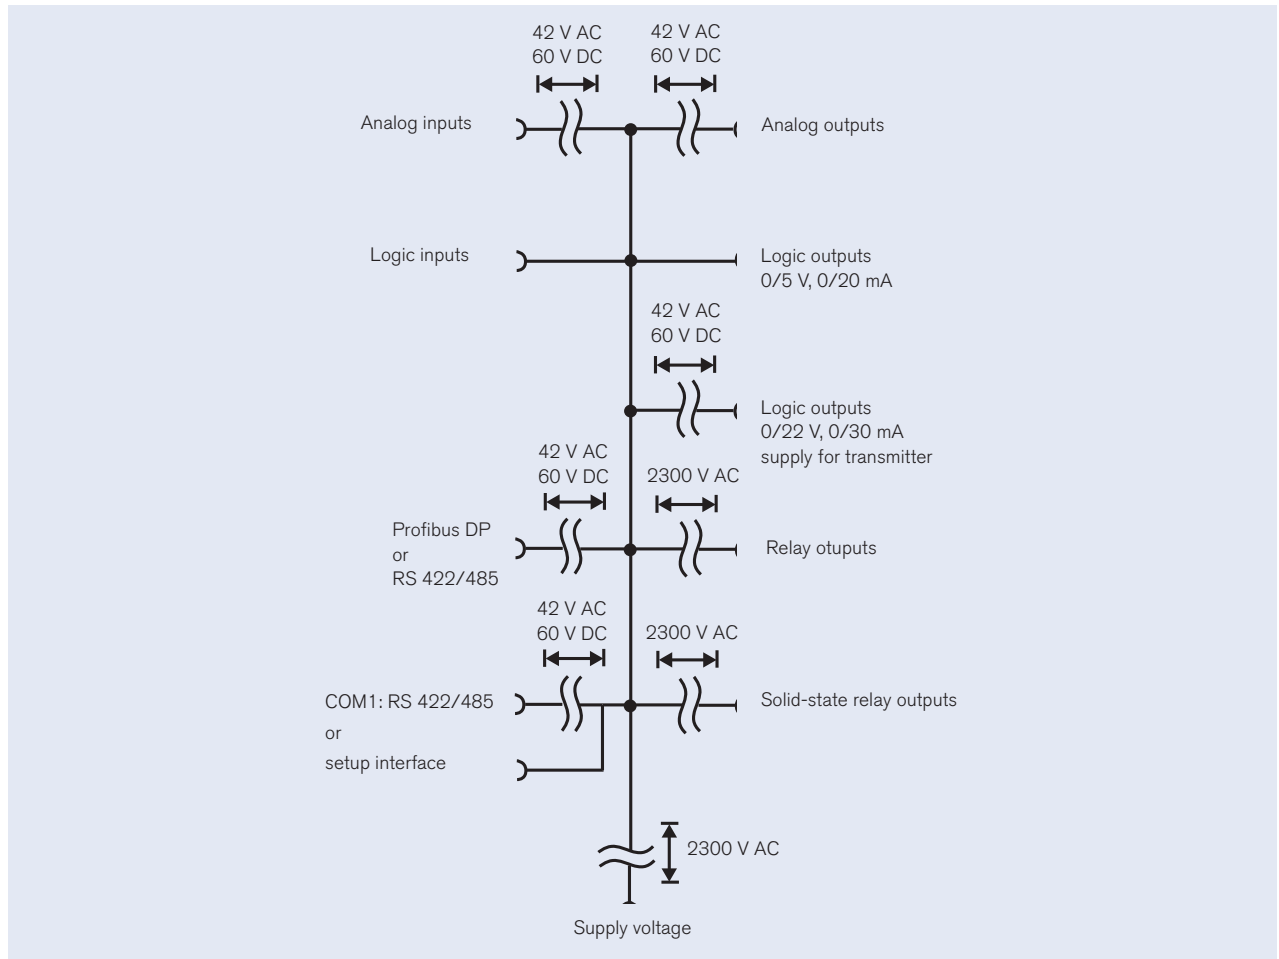 42 V AC
60 V DC
42 V AC
60 V DC
Analog inputs
Analog outputs
Logic inputs
Logic outputs
0/5 V, 0/20 mA
42 V AC
60 V DC
Logic outputs
0/22 V, 0/30 mA
supply for transmitter
42 V AC
60 V DC
2300 V AC
Profibus DP
or
RS 422/485
Relay otuputs
42 V AC
60 V DC
2300 V AC
COM1: RS 422/485
or
setup interface
Solid-state relay outputs
2300 V AC
Supply voltage